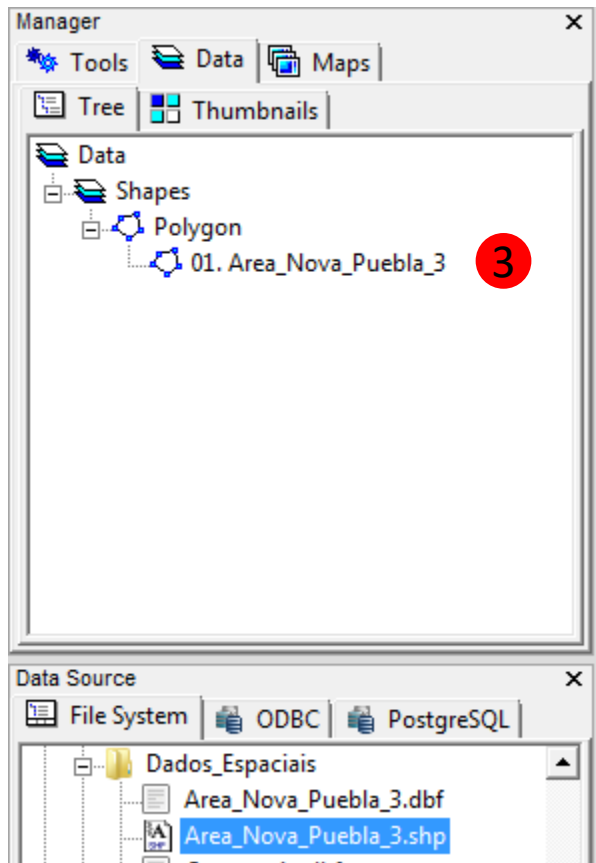 Manager
Tools Data Maps
Tree Thumbnails
Data
Shapes
Polygon
01. Area_Nova_Puebla_3 3
Data Source
File System ODBC PostgreSQL
Dados_Espaciais
Area_Nova_Puebla_3.dbf
Area_Nova_Puebla_3.shp